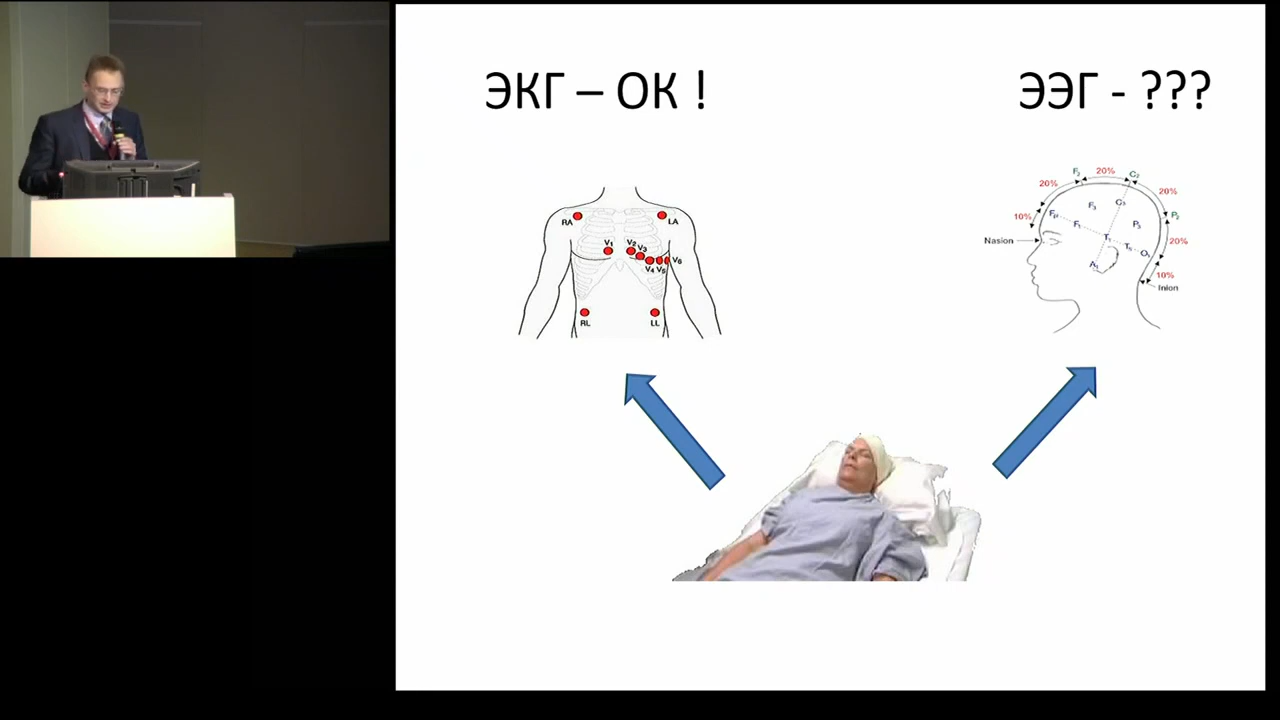 ЭКГ – ОК !
ЭЭГ - ???
RA
LA
V1
V2
V3
V4
V5
V6
RL
LL
20%
20%
20%
20%
10%
10%
Nasion
Inion